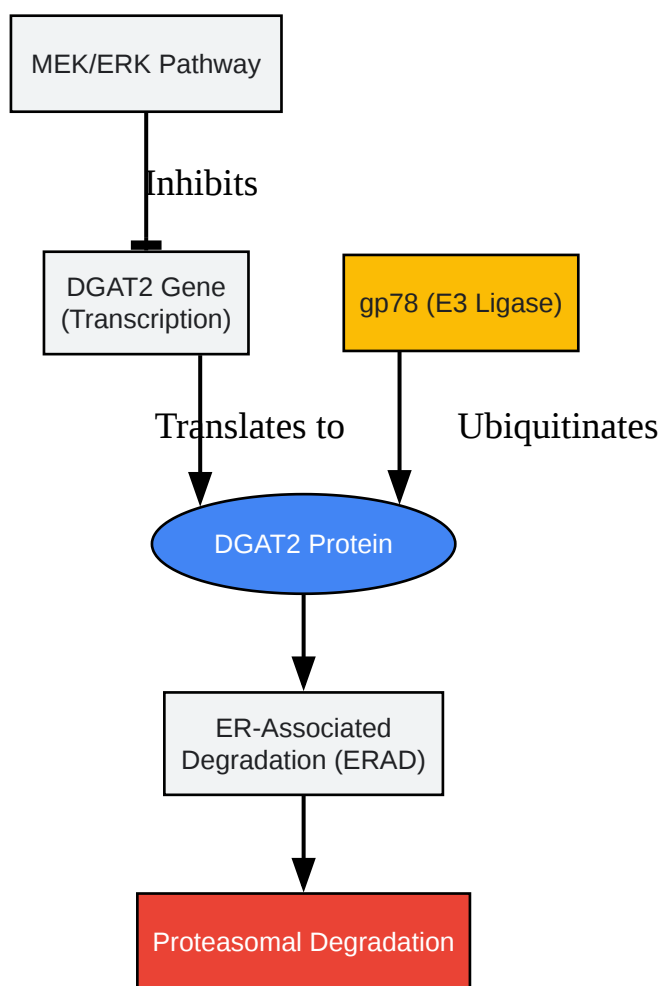 MEK/ERK Pathway
Inhibits
DGAT2 Gene
(Transcription)
gp78 (E3 Ligase)
Translates to
Ubiquitinates
DGAT2 Protein
ER-Associated
Degradation (ERAD)
Proteasomal Degradation